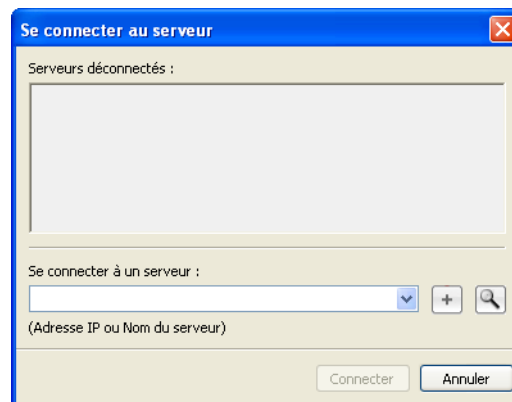 Se connecter au serveur
Serveurs déconnectés :
Se connecter à un serveur :
(Adresse IP ou Nom du serveur)
Connecter
Annuler